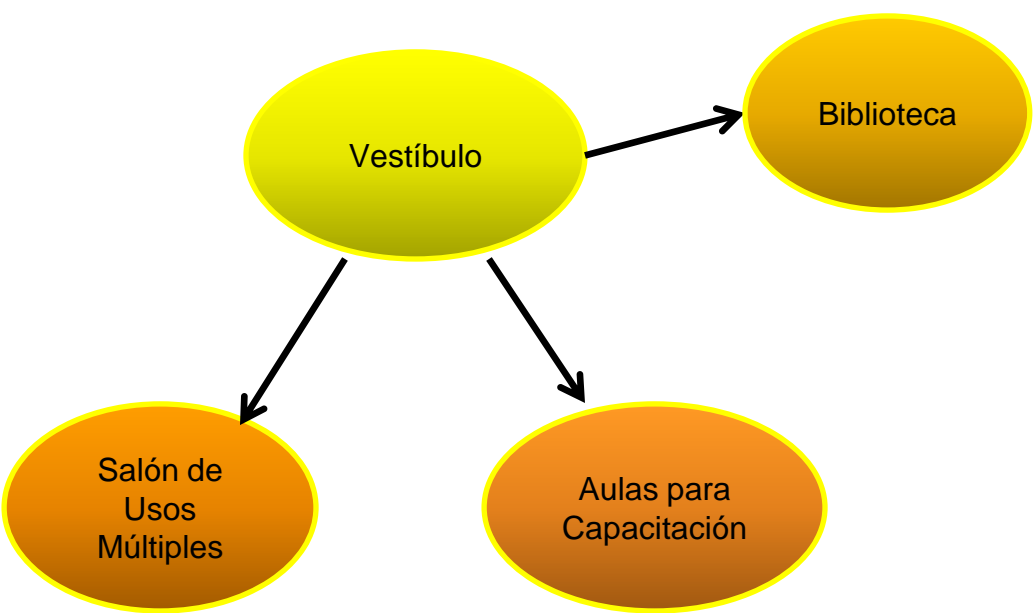 Biblioteca
Vestíbulo
Salón de
Usos
Múltiples
Aulas para
Capacitación